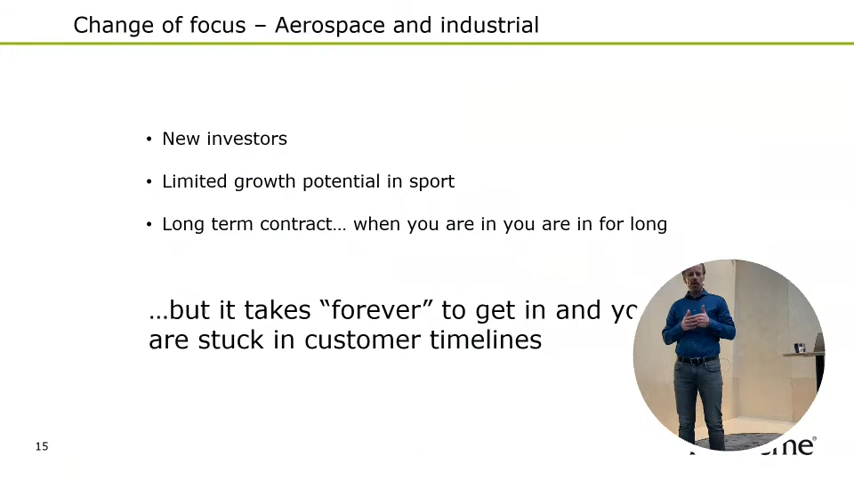 Change of focus – Aerospace and industrial
• New investors
• Limited growth potential in sport
• Long term contract… when you are in you are in for long
…but it takes “forever” to get in and
are stuck in customer timelines
15